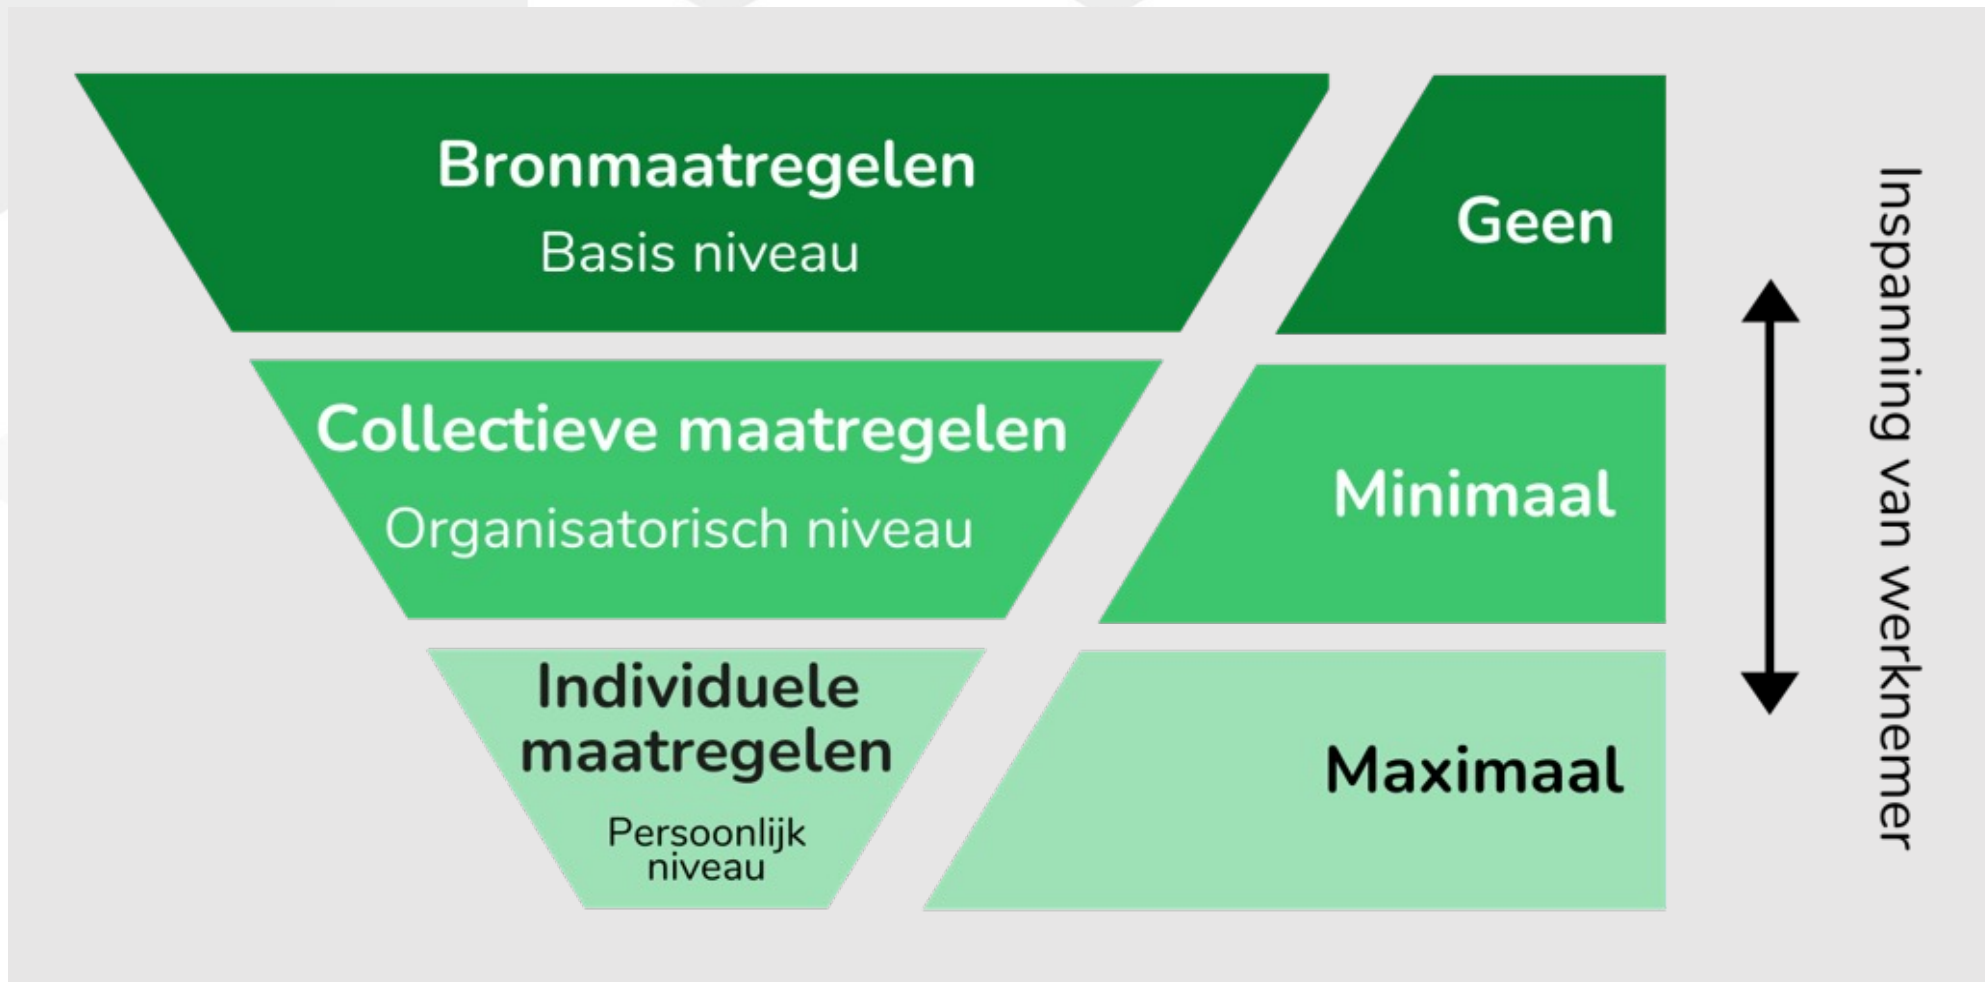 Bronmaatregelen
Basis niveau
Geen
Collectieve maatregelen
Organisatorisch niveau
Minimaal
Individuele
maatregelen
Persoonlijk
niveau
Maximaal
Inspanning van werknemer